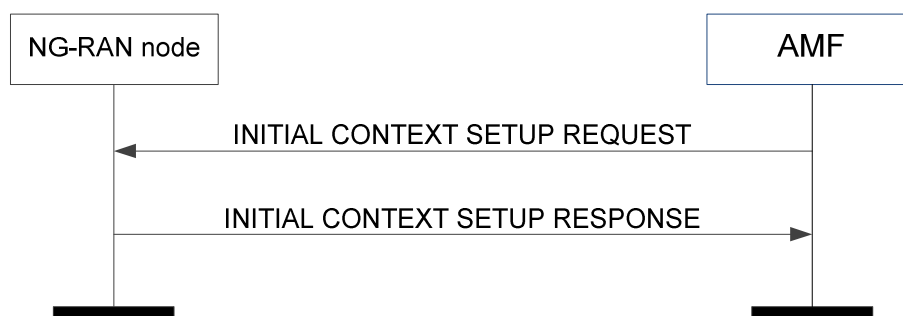 NG-RAN node
AMF
INITIAL CONTEXT SETUP REQUEST
INITIAL CONTEXT SETUP RESPONSE